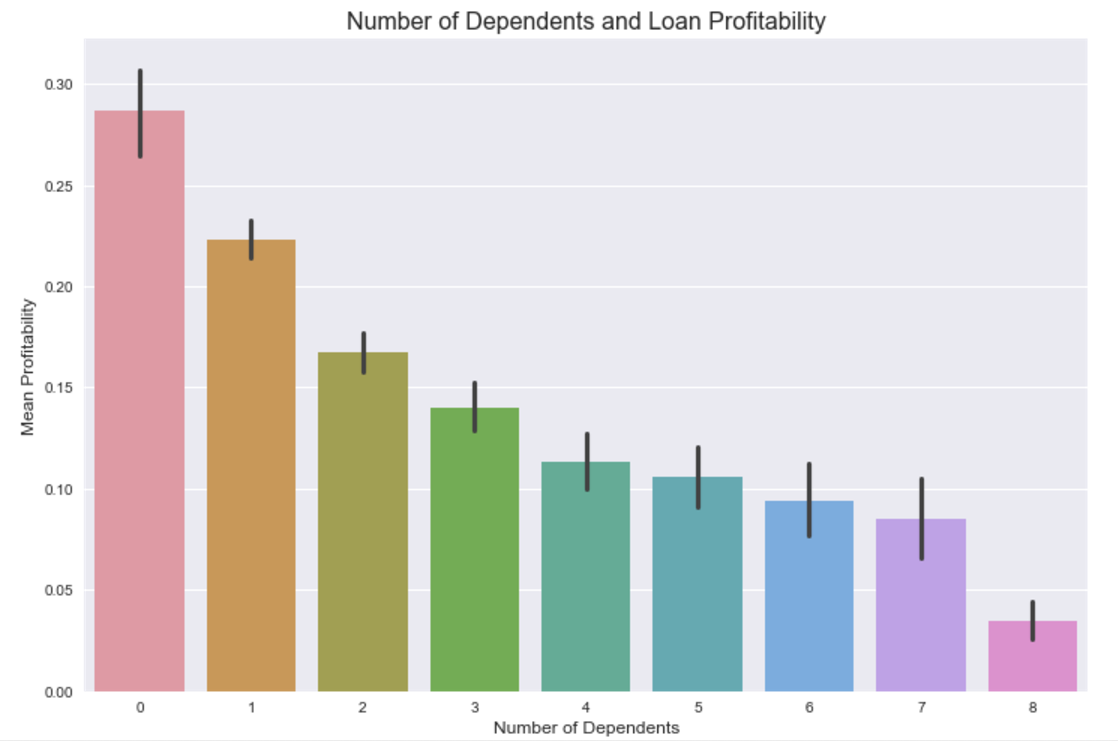 Number of Dependents and Loan Profitability
0.30
0.25
0.20
0.15
0.10
0.05
0.00
Mean Profitability
0 1 2 3 4 5 6 7 8
Number of Dependents